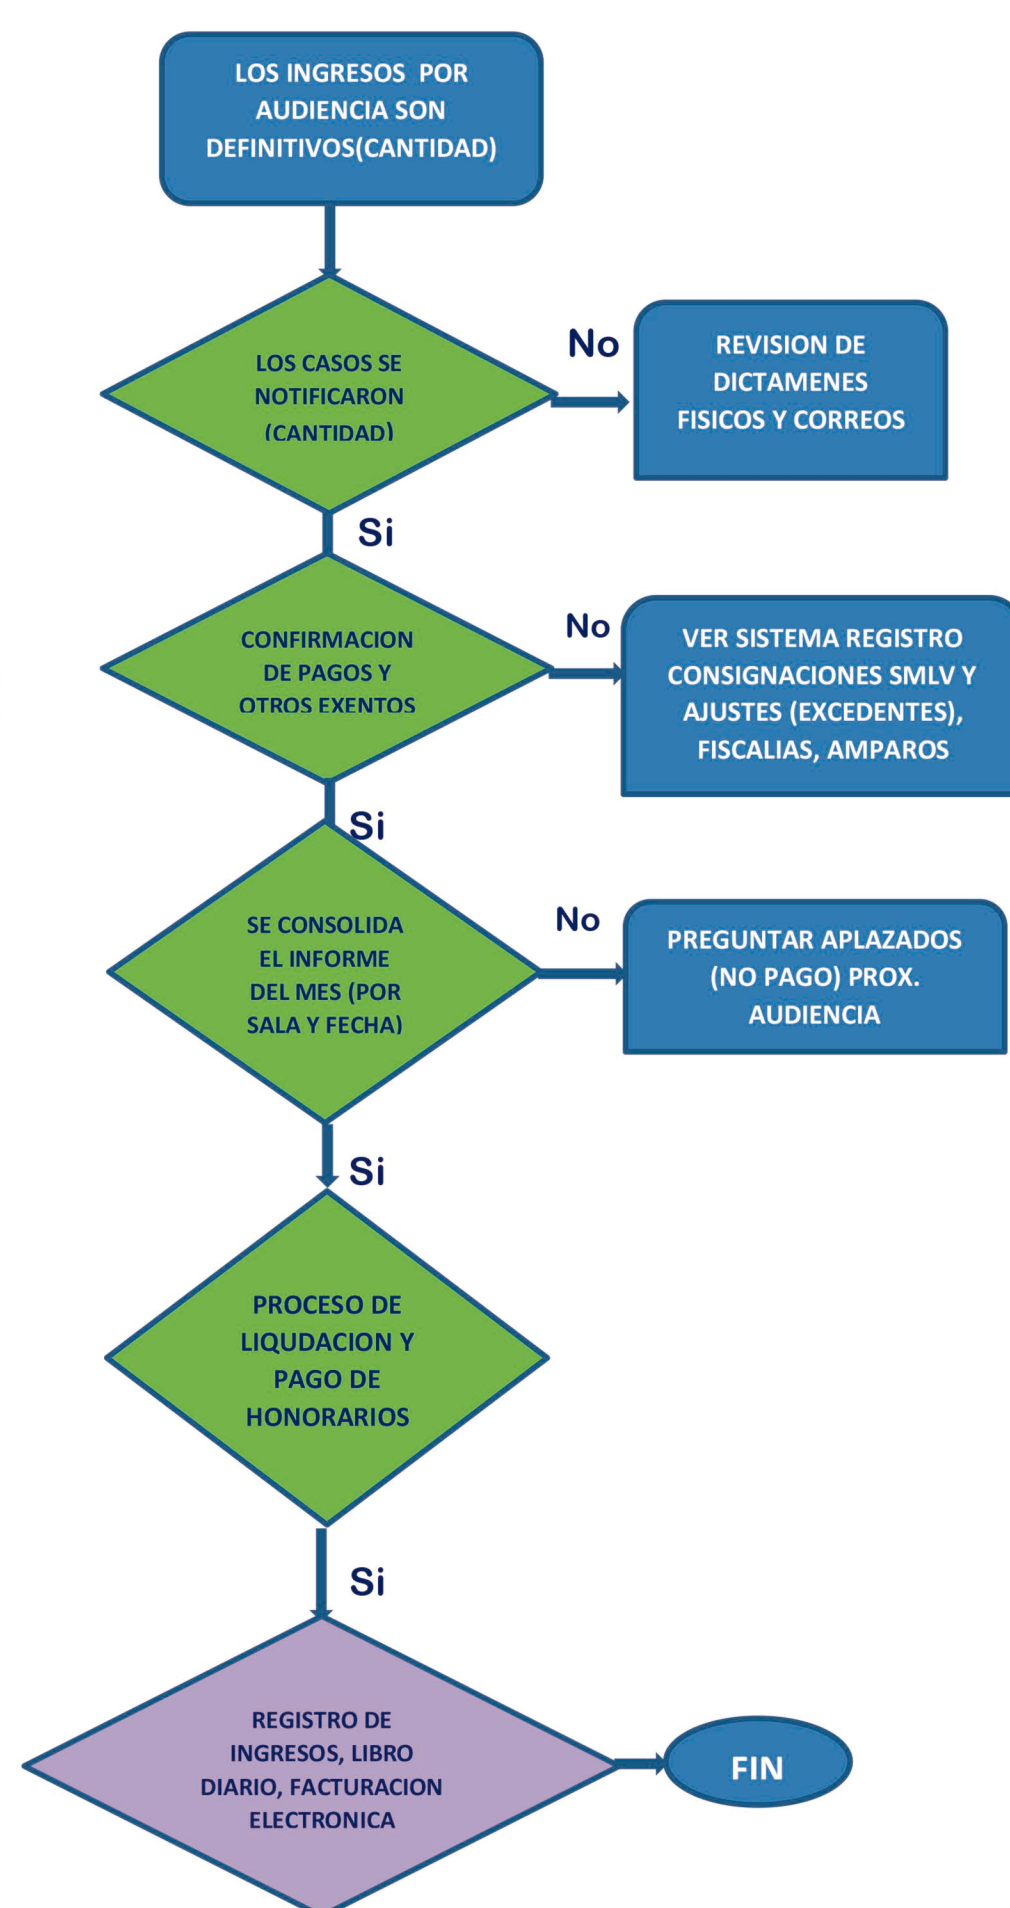 LOS INGRESOS POR
AUDIENCIA SON
DEFINITIVOS(CANTIDAD)
LOS CASOS SE
NOTIFICARON
(CANTIDAD)
No
REVISION DE
DICTAMENES
FISICOS Y CORREOS
Si
CONFIRMACION
DE PAGOS Y
OTROS EXENTOS
No
VER SISTEMA REGISTRO
CONSIGNACIONES SMLV Y
AJUSTES (EXCEDENTES),
FISCALIAS, AMPAROS
Si
SE CONSOLIDA
EL INFORME
DEL MES (POR
SALA Y FECHA)
No
PREGUNTAR APLAZADOS
(NO PAGO) PROX.
AUDIENCIA
Si
PROCESO DE
LIQUDACION Y
PAGO DE
HONORARIOS
Si
REGISTRO DE
INGRESOS, LIBRO
DIARIO, FACTURACION
ELECTRONICA
FIN